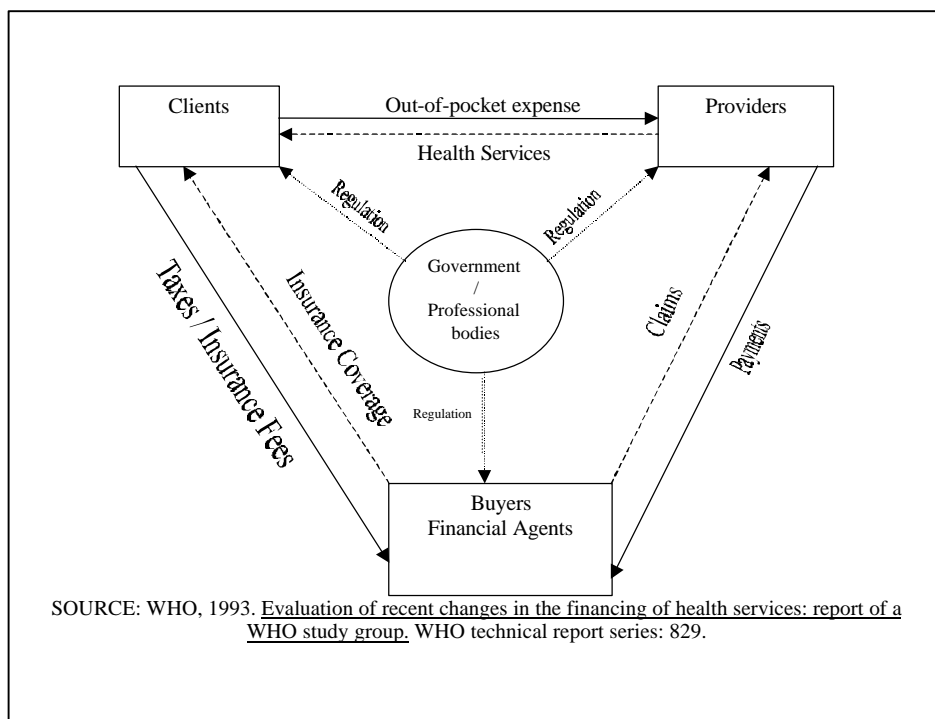 Clients
Out-of-pocket expense
Providers
Health Services
Regulation
Regulation
Government
/
Professional
bodies
Taxes / Insurance Fees
Insurance Coverage
Claims
Payments
Regulation
Buyers
Financial Agents
SOURCE: WHO, 1993. Evaluation of recent changes in the financing of health services: report of a
WHO study group. WHO technical report series: 829.